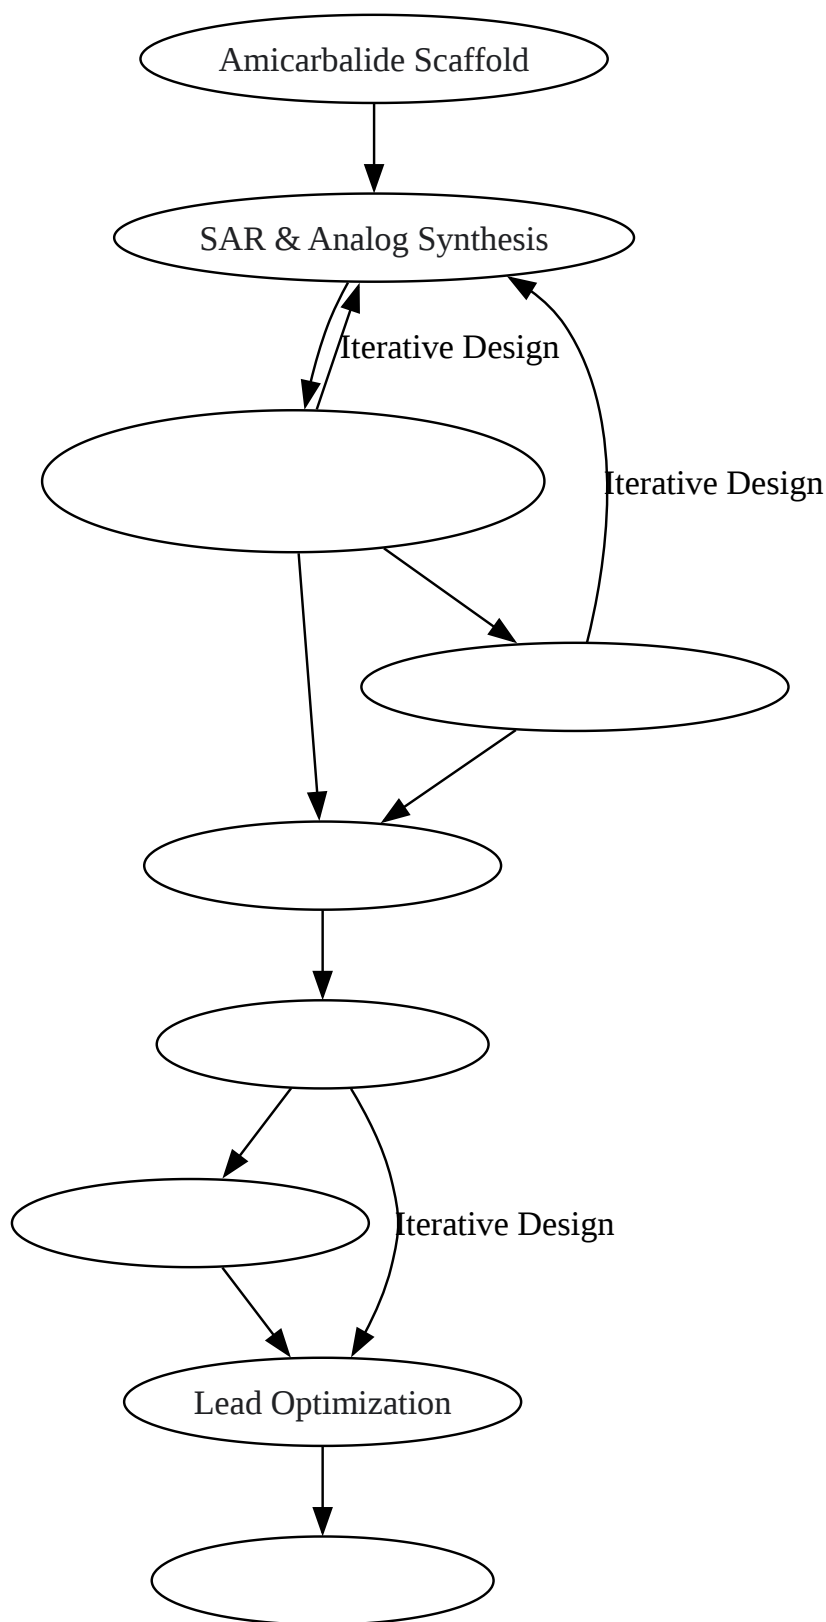 Amicarbalide Scaffold
SAR & Analog Synthesis
Iterative Design
Iterative Design
Iterative Design
Lead Optimization